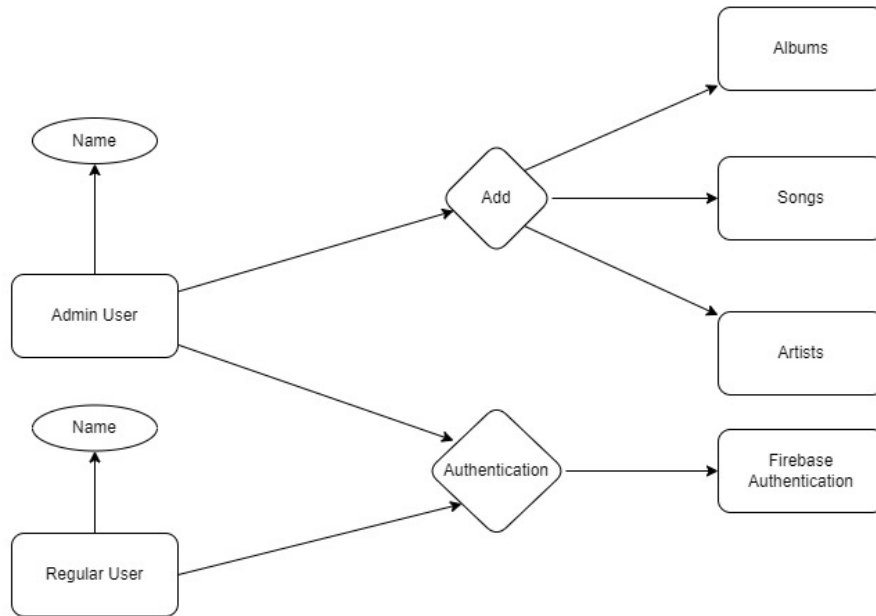 Albums
Name
Add
Songs
Admin User
Artists
Name
Authentication
Firebase
Authentication
Regular User